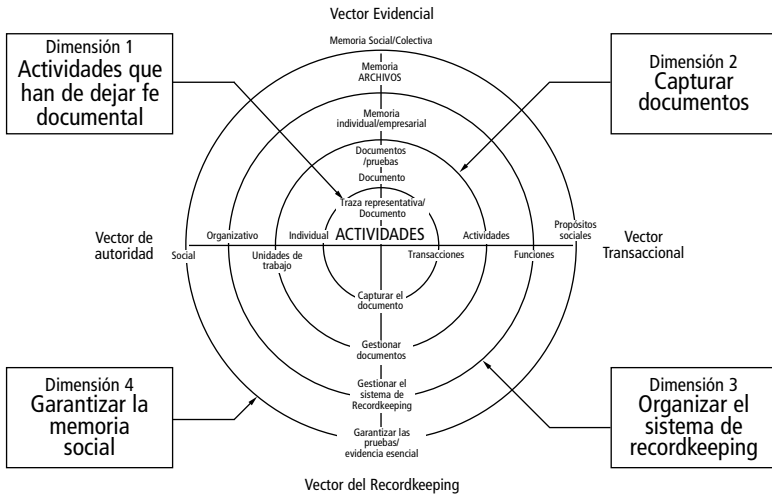 Vector Evidencial
Dimensión 1
Actividades que
han de dejar fe
documental
Memoria Social/Colectiva
Memoria
ARCHIVOS
Memoria
individual/empresarial
Documentos
/pruebas
Documento
Traza representativa/
Documento
Dimensión 2
Capturar
documentos
Vector de
autoridad
Social
Organizativo
Unidades de
trabajo
Individual
ACTIVIDADES
Transacciones
Actividades
Funciones
Propósitos
sociales
Vector
Transaccional
Capturar el
documento
Gestionar
documentos
Gestionar el
sistema de
Recordkeeping
Garantizar las
pruebas/
evidencia esencial
Dimensión 4
Garantizar la
memoria
social
Dimensión 3
Organizar el
sistema de
recordkeeping
Vector del Recordkeeping